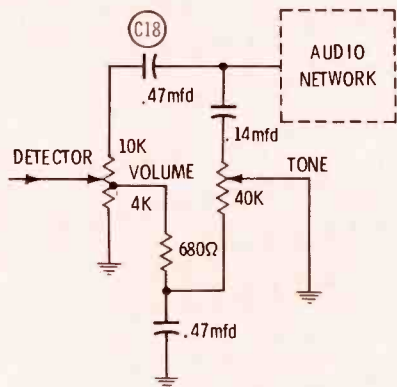 C18
AUDIO
NETWORK
.47mfd
.14mfd
10K
DETECTOR
VOLUME
TONE
4K
40K
680Ω
.47mfd